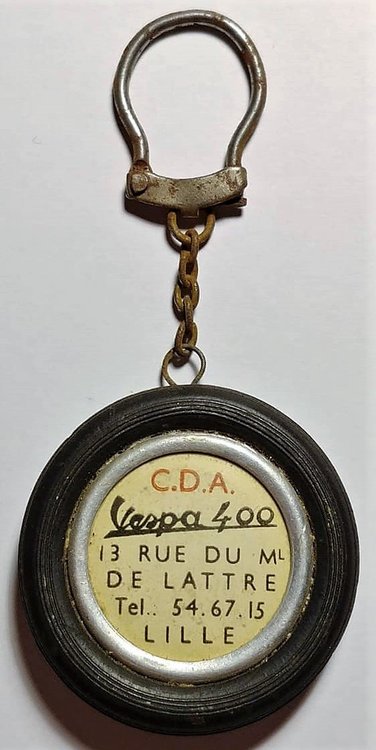 C.D.A.
Vespa 400
13 RUE DU ML
DE LATTRE
Tel.. 54.67.15
LILLE